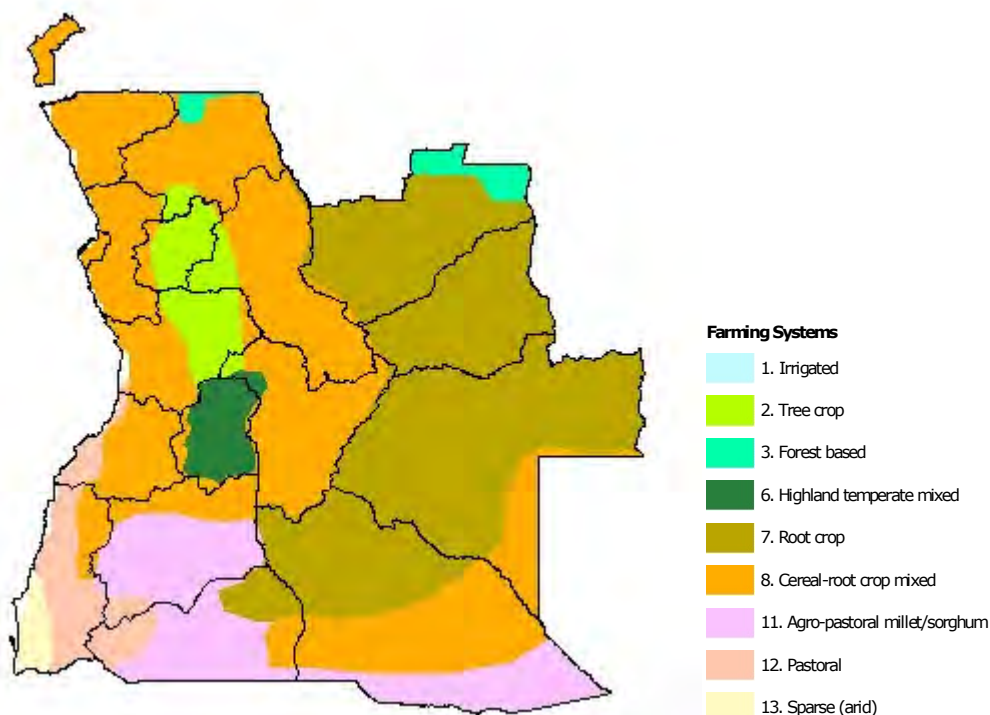 Farming Systems
1. Irrigated
2. Tree crop
3. Forest based
6. Highland temperate mixed
7. Root crop
8. Cereal-root crop mixed
11. Agro-pastoral millet/sorghum
12. Pastoral
13. Sparse (arid)